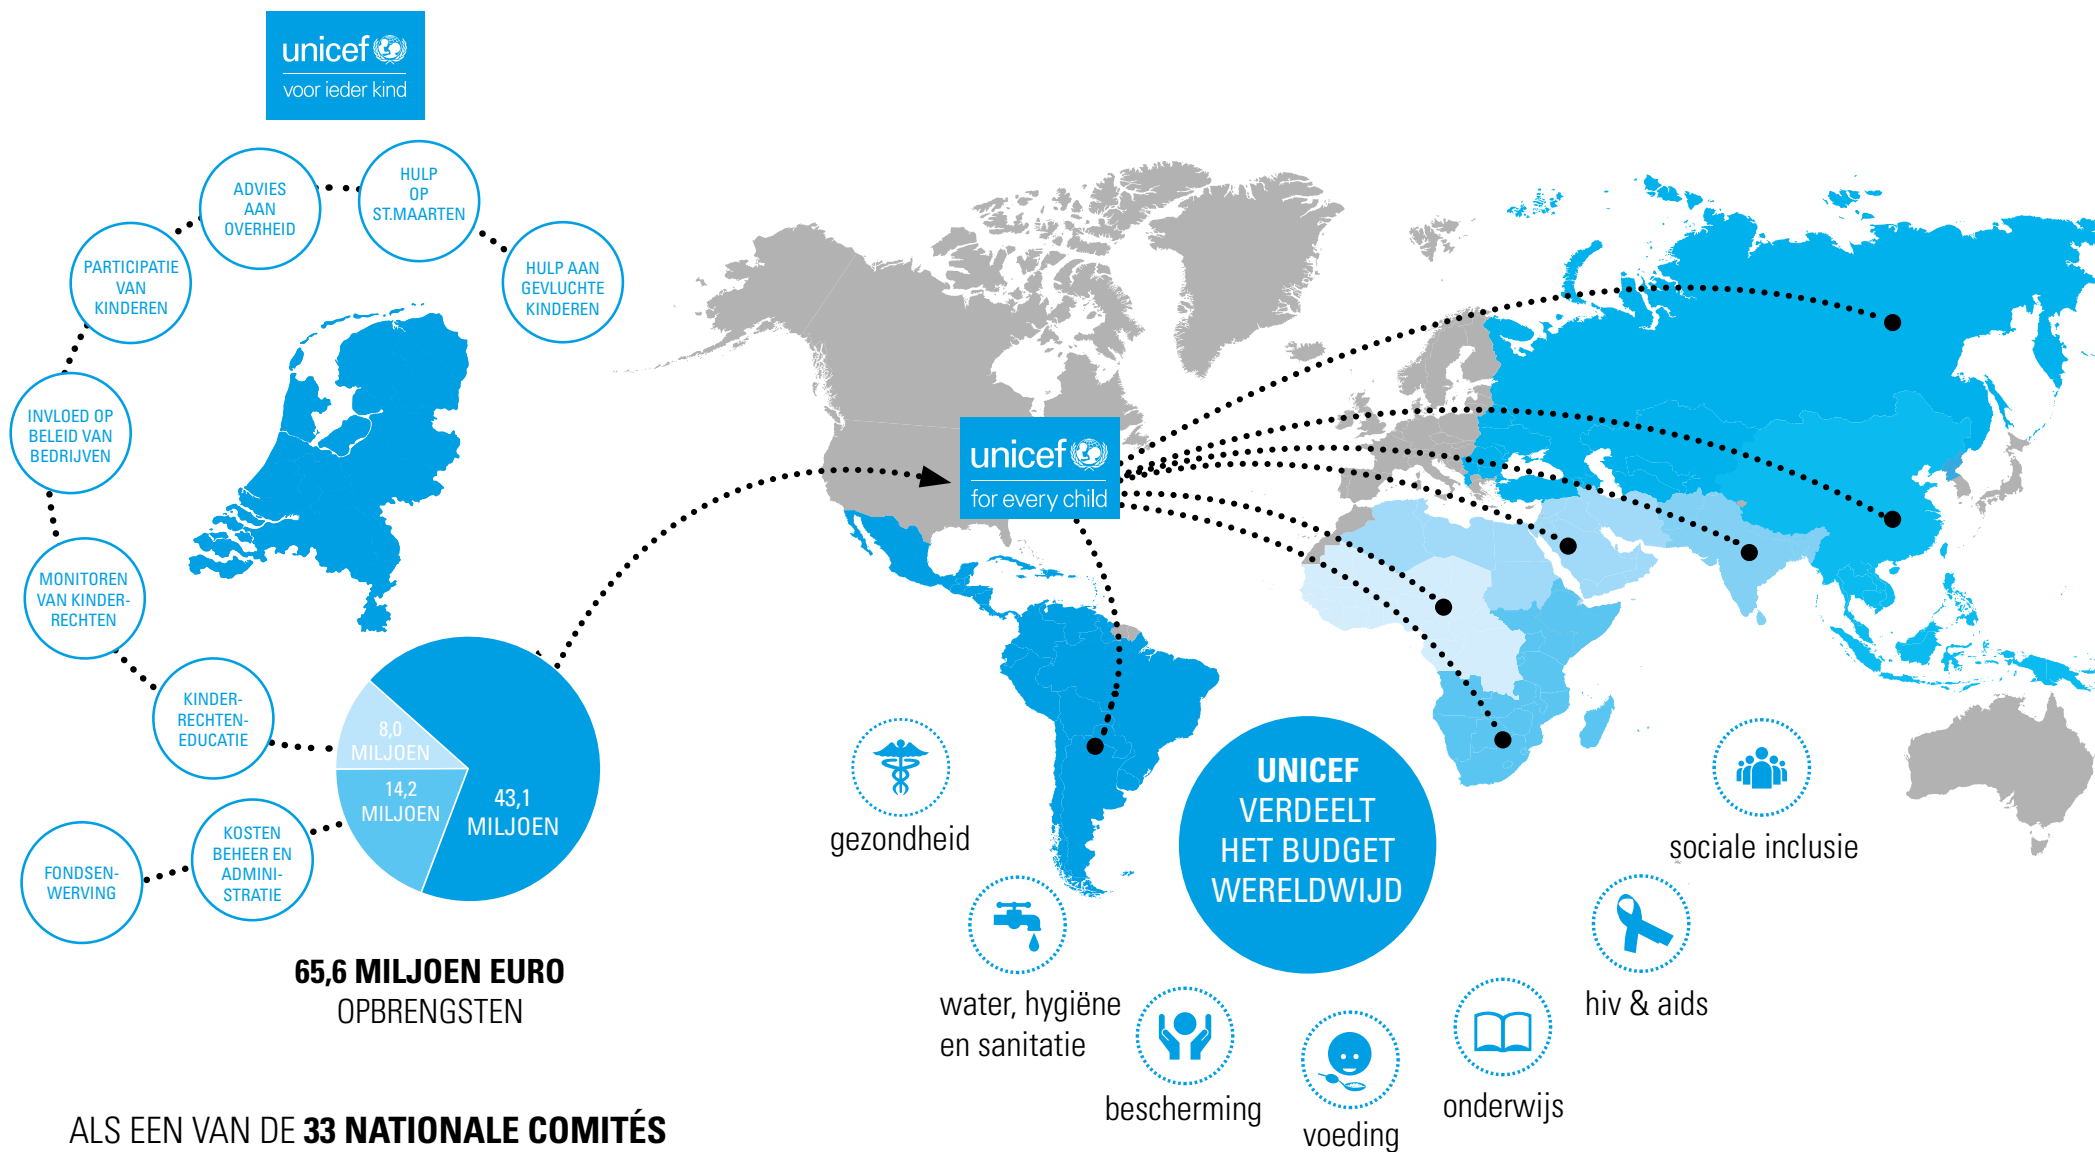 unicef
voor ieder kind
HULP
OP
ST.MAARTEN
ADVIES
AAN
OVERHEID
HULP AAN
GEVLUCHTE
KINDEREN
PARTICIPATIE
VAN
KINDEREN
INVLOED OP
BELEID VAN
BEDRIJVEN
MONITOREN
VAN KINDER-
RECHTEN
KINDER-
RECHTEN-
EDUCATIE
KOSTEN
BEHEER EN
ADMINI-
STRATIE
FONDSEN-
WERVING
8,0
MILJOEN
14,2
MILJOEN
43,1
MILJOEN
65,6 MILJOEN EURO
OPBRENGSTEN
ALS EEN VAN DE 33 NATIONALE COMITÉS
unicef
for every child
UNICEF
VERDEELT
HET BUDGET
WERELDWIJD
gezondheid
water, hygiëne
en sanitatie
bescherming
voeding
onderwijs
hiv & aids
sociale inclusie